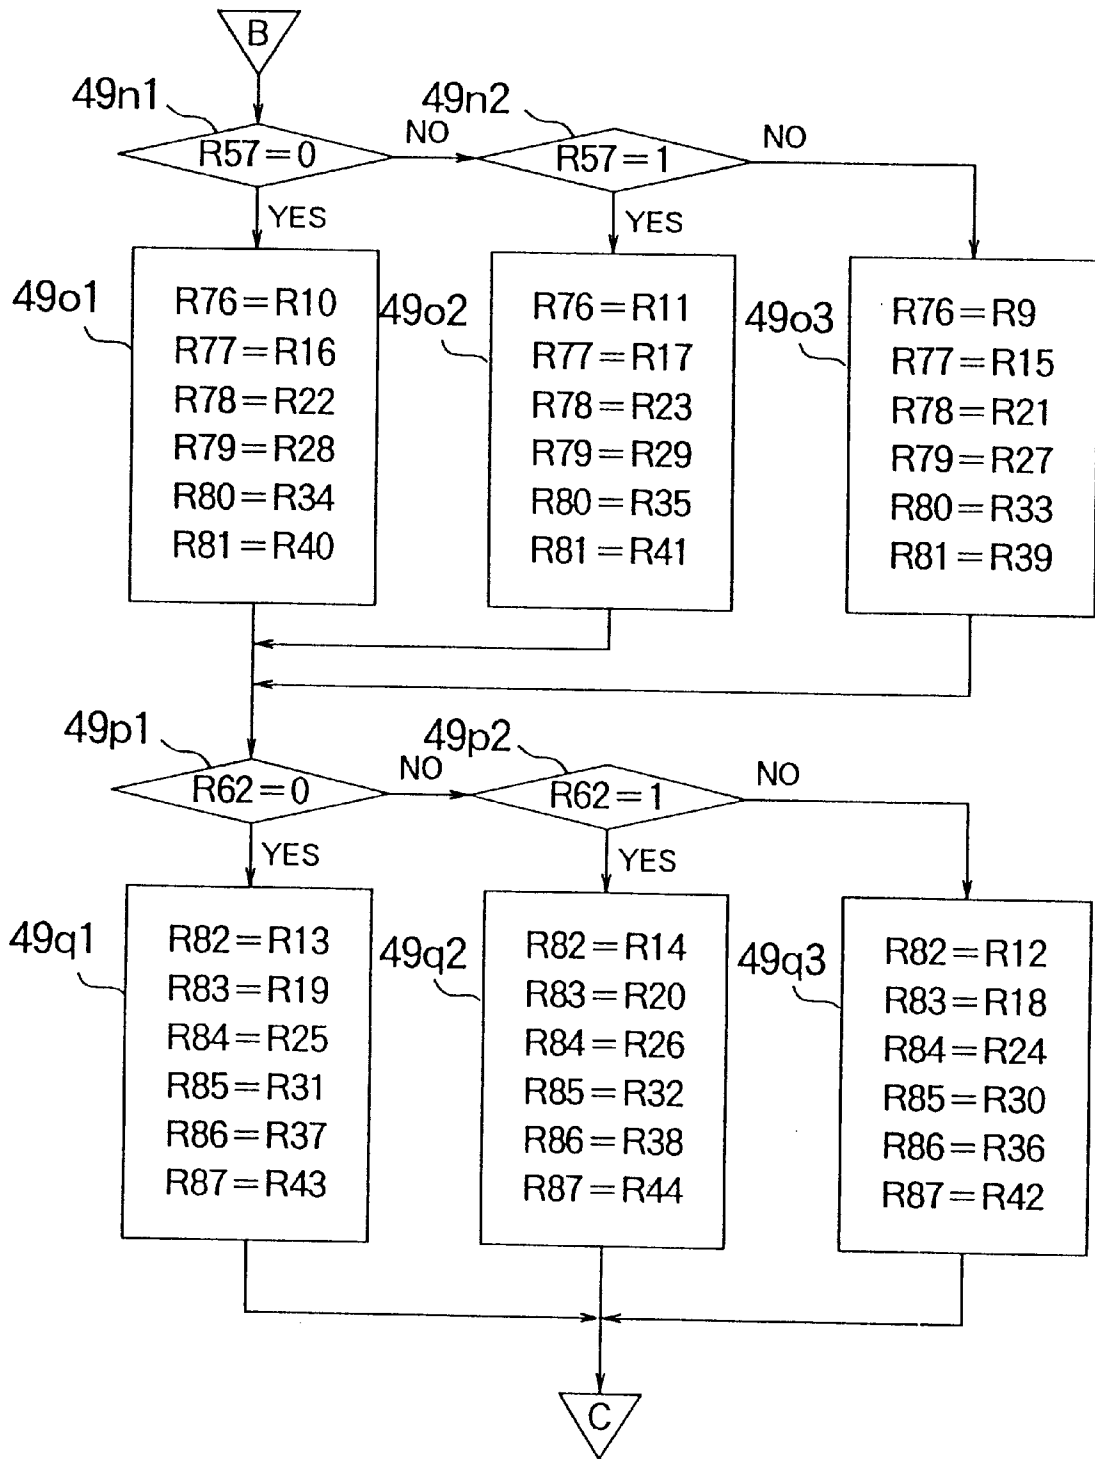 B
49n1
49n2
R57=0
NO
R57=1
NO
YES
YES
49o1
R76=R10
R77=R16
R78=R22
R79=R28
R80=R34
R81=R40
49o2
R76=R11
R77=R17
R78=R23
R79=R29
R80=R35
R81=R41
49o3
R76=R9
R77=R15
R78=R21
R79=R27
R80=R33
R81=R39
49p1
49p2
R62=0
NO
R62=1
NO
YES
YES
49q1
R82=R13
R83=R19
R84=R25
R85=R31
R86=R37
R87=R43
49q2
R82=R14
R83=R20
R84=R26
R85=R32
R86=R38
R87=R44
49q3
R82=R12
R83=R18
R84=R24
R85=R30
R86=R36
R87=R42
C